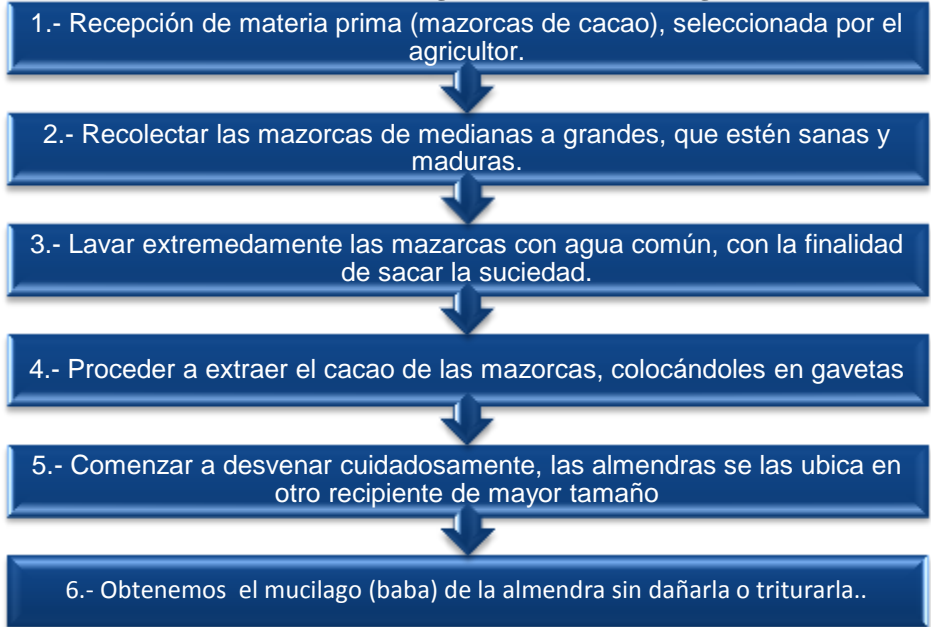 1.- Recepción de materia prima (mazorcas de cacao), seleccionada por el
agricultor.
2.- Recolectar las mazorcas de medianas a grandes, que estén sanas y
maduras.
3.- Lavar extremedamente las mazarcas con agua común, con la finalidad
de sacar la suciedad.
4.- Proceder a extraer el cacao de las mazorcas, colocándoles en gavetas
5.- Comenzar a desvenar cuidadosamente, las almendras se las ubica en
otro recipiente de mayor tamaño
6.- Obtenemos  el mucilago (baba) de la almendra sin dañarla o triturarla..